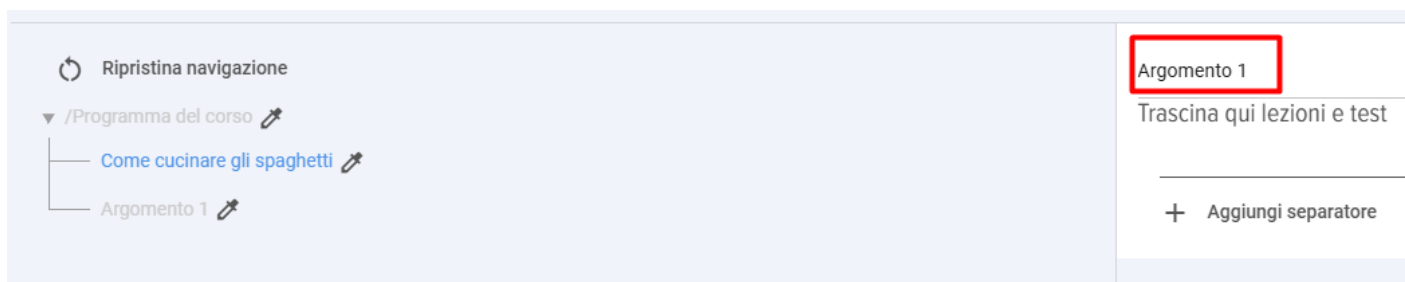 Ripristina navigazione
/Programma del corso
Come cucinare gli spaghetti
Argomento 1
Argomento 1
Trascina qui lezioni e test
+ Aggiungi separatore